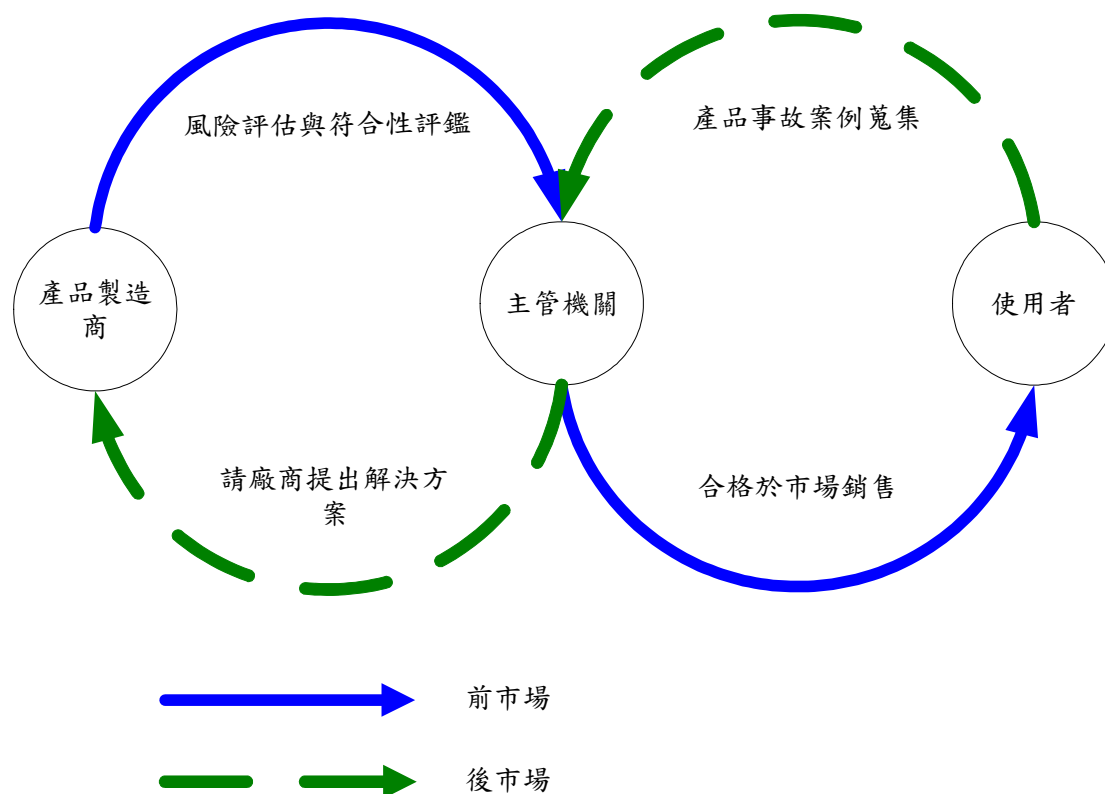 風險評估與符合性評鑑
產品事故案例蒐集
產品製造
商
主管機關
使用者
請廠商提出解決方
案
合格於市場銷售
前市場
後市場